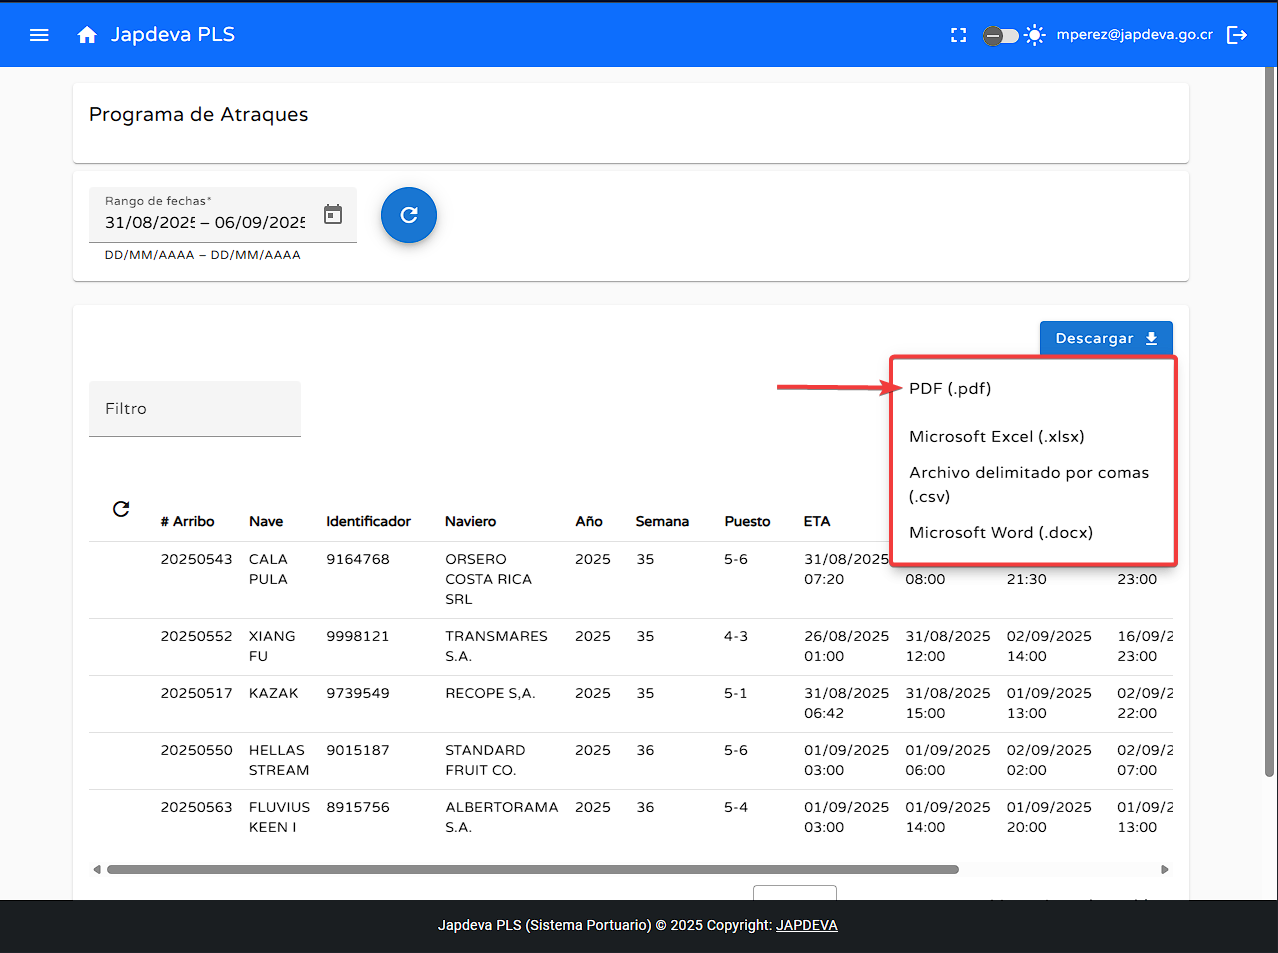 Japdeva PLS
mperez@japdeva.go.cr
Programa de Atraques
Rango de fechas*
31/08/2025 – 06/09/2025
DD/MM/AAAA – DD/MM/AAAA
Descargar
PDF (.pdf)
Microsoft Excel (.xlsx)
Archivo delimitado por comas
(.csv)
Microsoft Word (.docx)
Filtro
# Arribo Nave Identificador Naviero Año Semana Puesto ETA
20250543 CALA 9164768 ORSERO 2025 35 5-6 31/08/2025
PULA COSTA RICA 07:20 08:00 21:30 23:00
SRL
20250552 XIANG 9998121 TRANSMARES 2025 35 4-3 26/08/2025 31/08/2025 02/09/2025 16/09/2
FU S.A. 01:00 12:00 14:00 23:00
20250517 KAZAK 9739549 RECOPE S,A. 2025 35 5-1 31/08/2025 31/08/2025 01/09/2025 02/09/2
06:42 15:00 13:00 22:00
20250550 HELLAS 9015187 STANDARD 2025 36 5-6 01/09/2025 01/09/2025 02/09/2025 02/09/2
STREAM FRUIT CO. 03:00 06:00 02:00 07:00
20250563 FLUVIUS 8915756 ALBERTORAMA 2025 36 5-4 01/09/2025 01/09/2025 01/09/2025 01/09/2
KEEN I S.A. 03:00 14:00 20:00 13:00
Japdeva PLS (Sistema Portuario) © 2025 Copyright: JAPDEVA